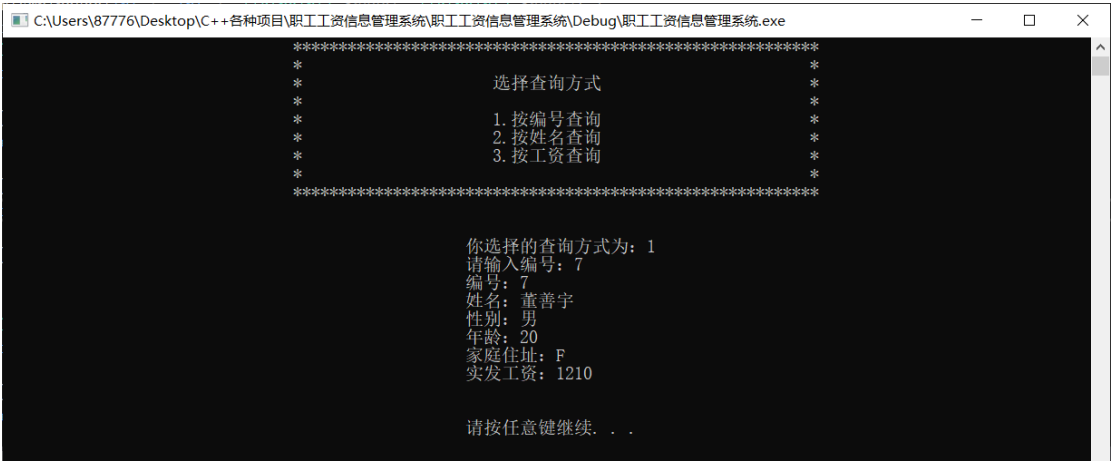 C:\Users\87776\Desktop\C++各种项目\职工工资信息管理系统\职工工资信息管理系统\Debug\职工工资信息管理系统.exe
**********************************************************
* *
* 选择查询方式 *
* *
* 1.按编号查询 *
* 2.按姓名查询 *
* 3.按工资查询 *
* *
**********************************************************
你选择的查询方式为：1
请输入编号：7
编号：7
姓名：董善宇
性别：男
年龄：20
家庭住址：F
实发工资：1210
请按任意键继续. . .